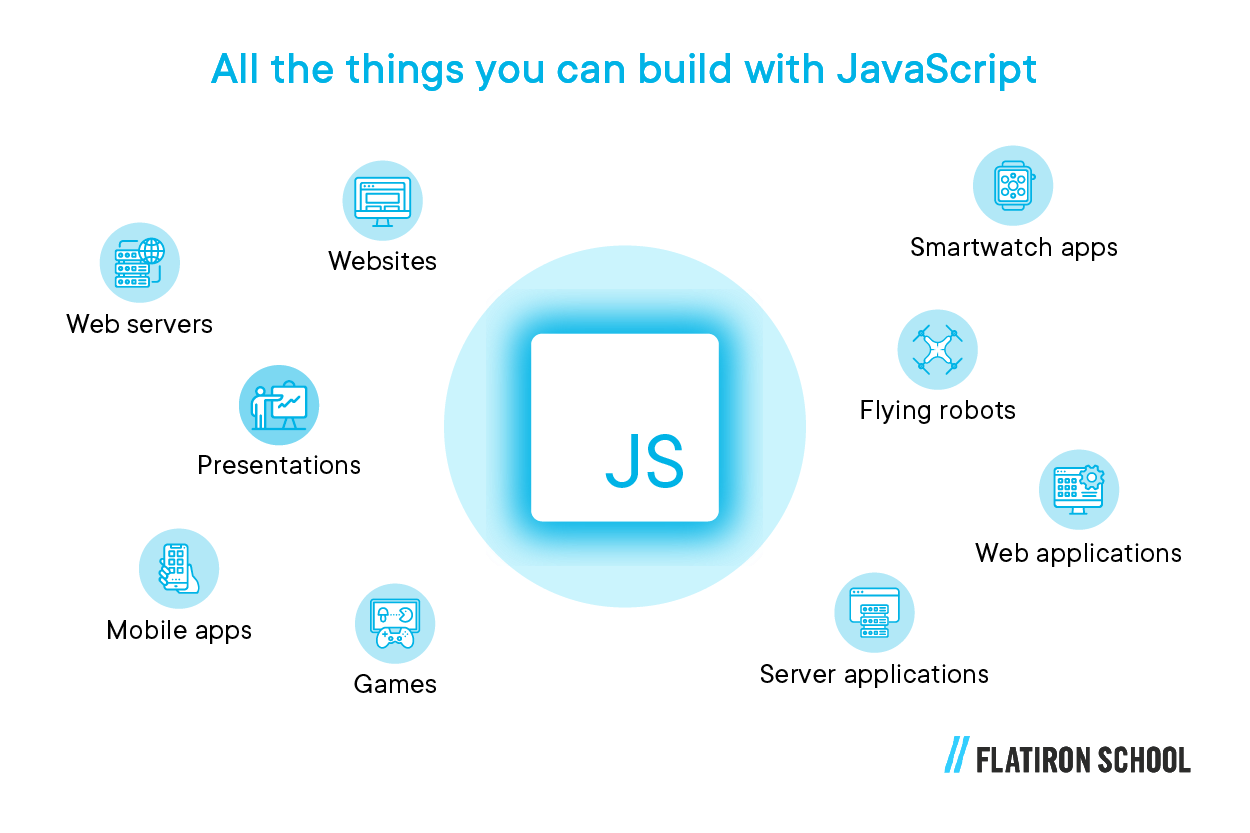 All the things you can build with JavaScript
Websites
Web servers
Presentations
Mobile apps
Games
JS
Smartwatch apps
Flying robots
Web applications
Server applications
FLATIRON SCHOOL